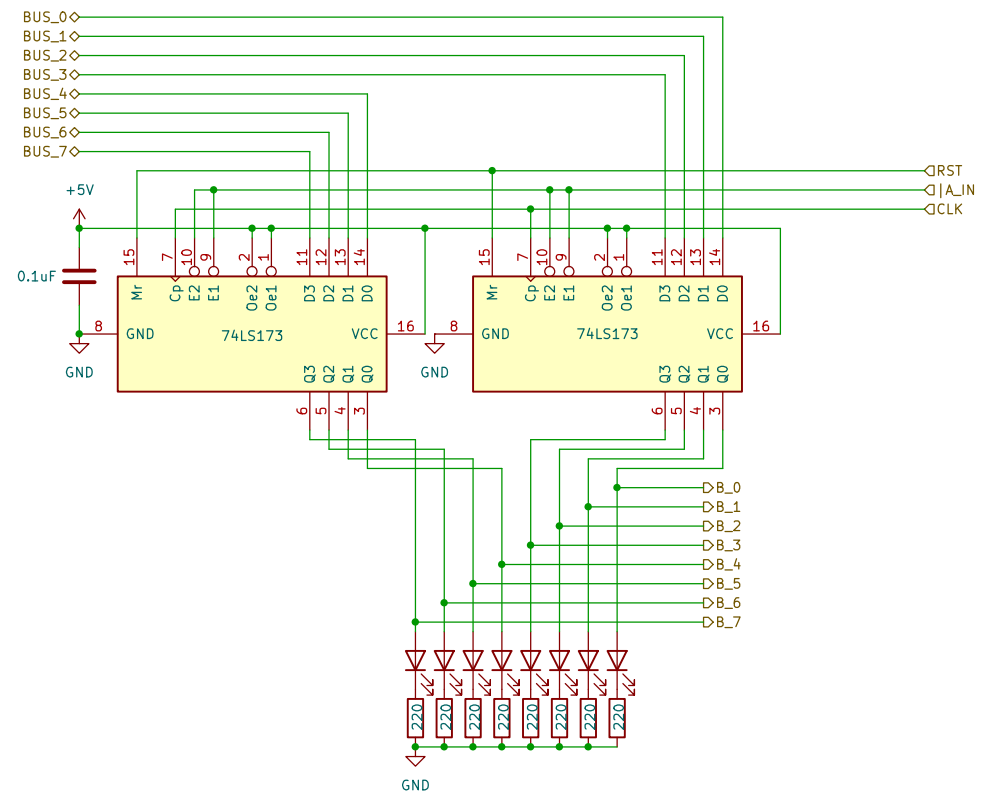 BUS_0
BUS_1
BUS_2
BUS_3
BUS_4
BUS_5
BUS_6
BUS_7
RST
+5V
|A_IN
CLK
15 7 10 9 2 1 11 12 13 14
15 7 10 9 2 1 11 12 13 14
0.1uF
Mr Cp E2 E1 Oe2 Oe1 D3 D2 D1 D0
Mr Cp E2 E1 Oe2 Oe1 D3 D2 D1 D0
8 GND 74LS173 VCC 16
8 GND 74LS173 VCC 16
GND
GND
Q3 Q2 Q1 Q0
Q3 Q2 Q1 Q0
6 5 4 3
6 5 4 3
B_0
B_1
B_2
B_3
B_4
B_5
B_6
B_7
220 220 220 220 220 220 220 220
GND